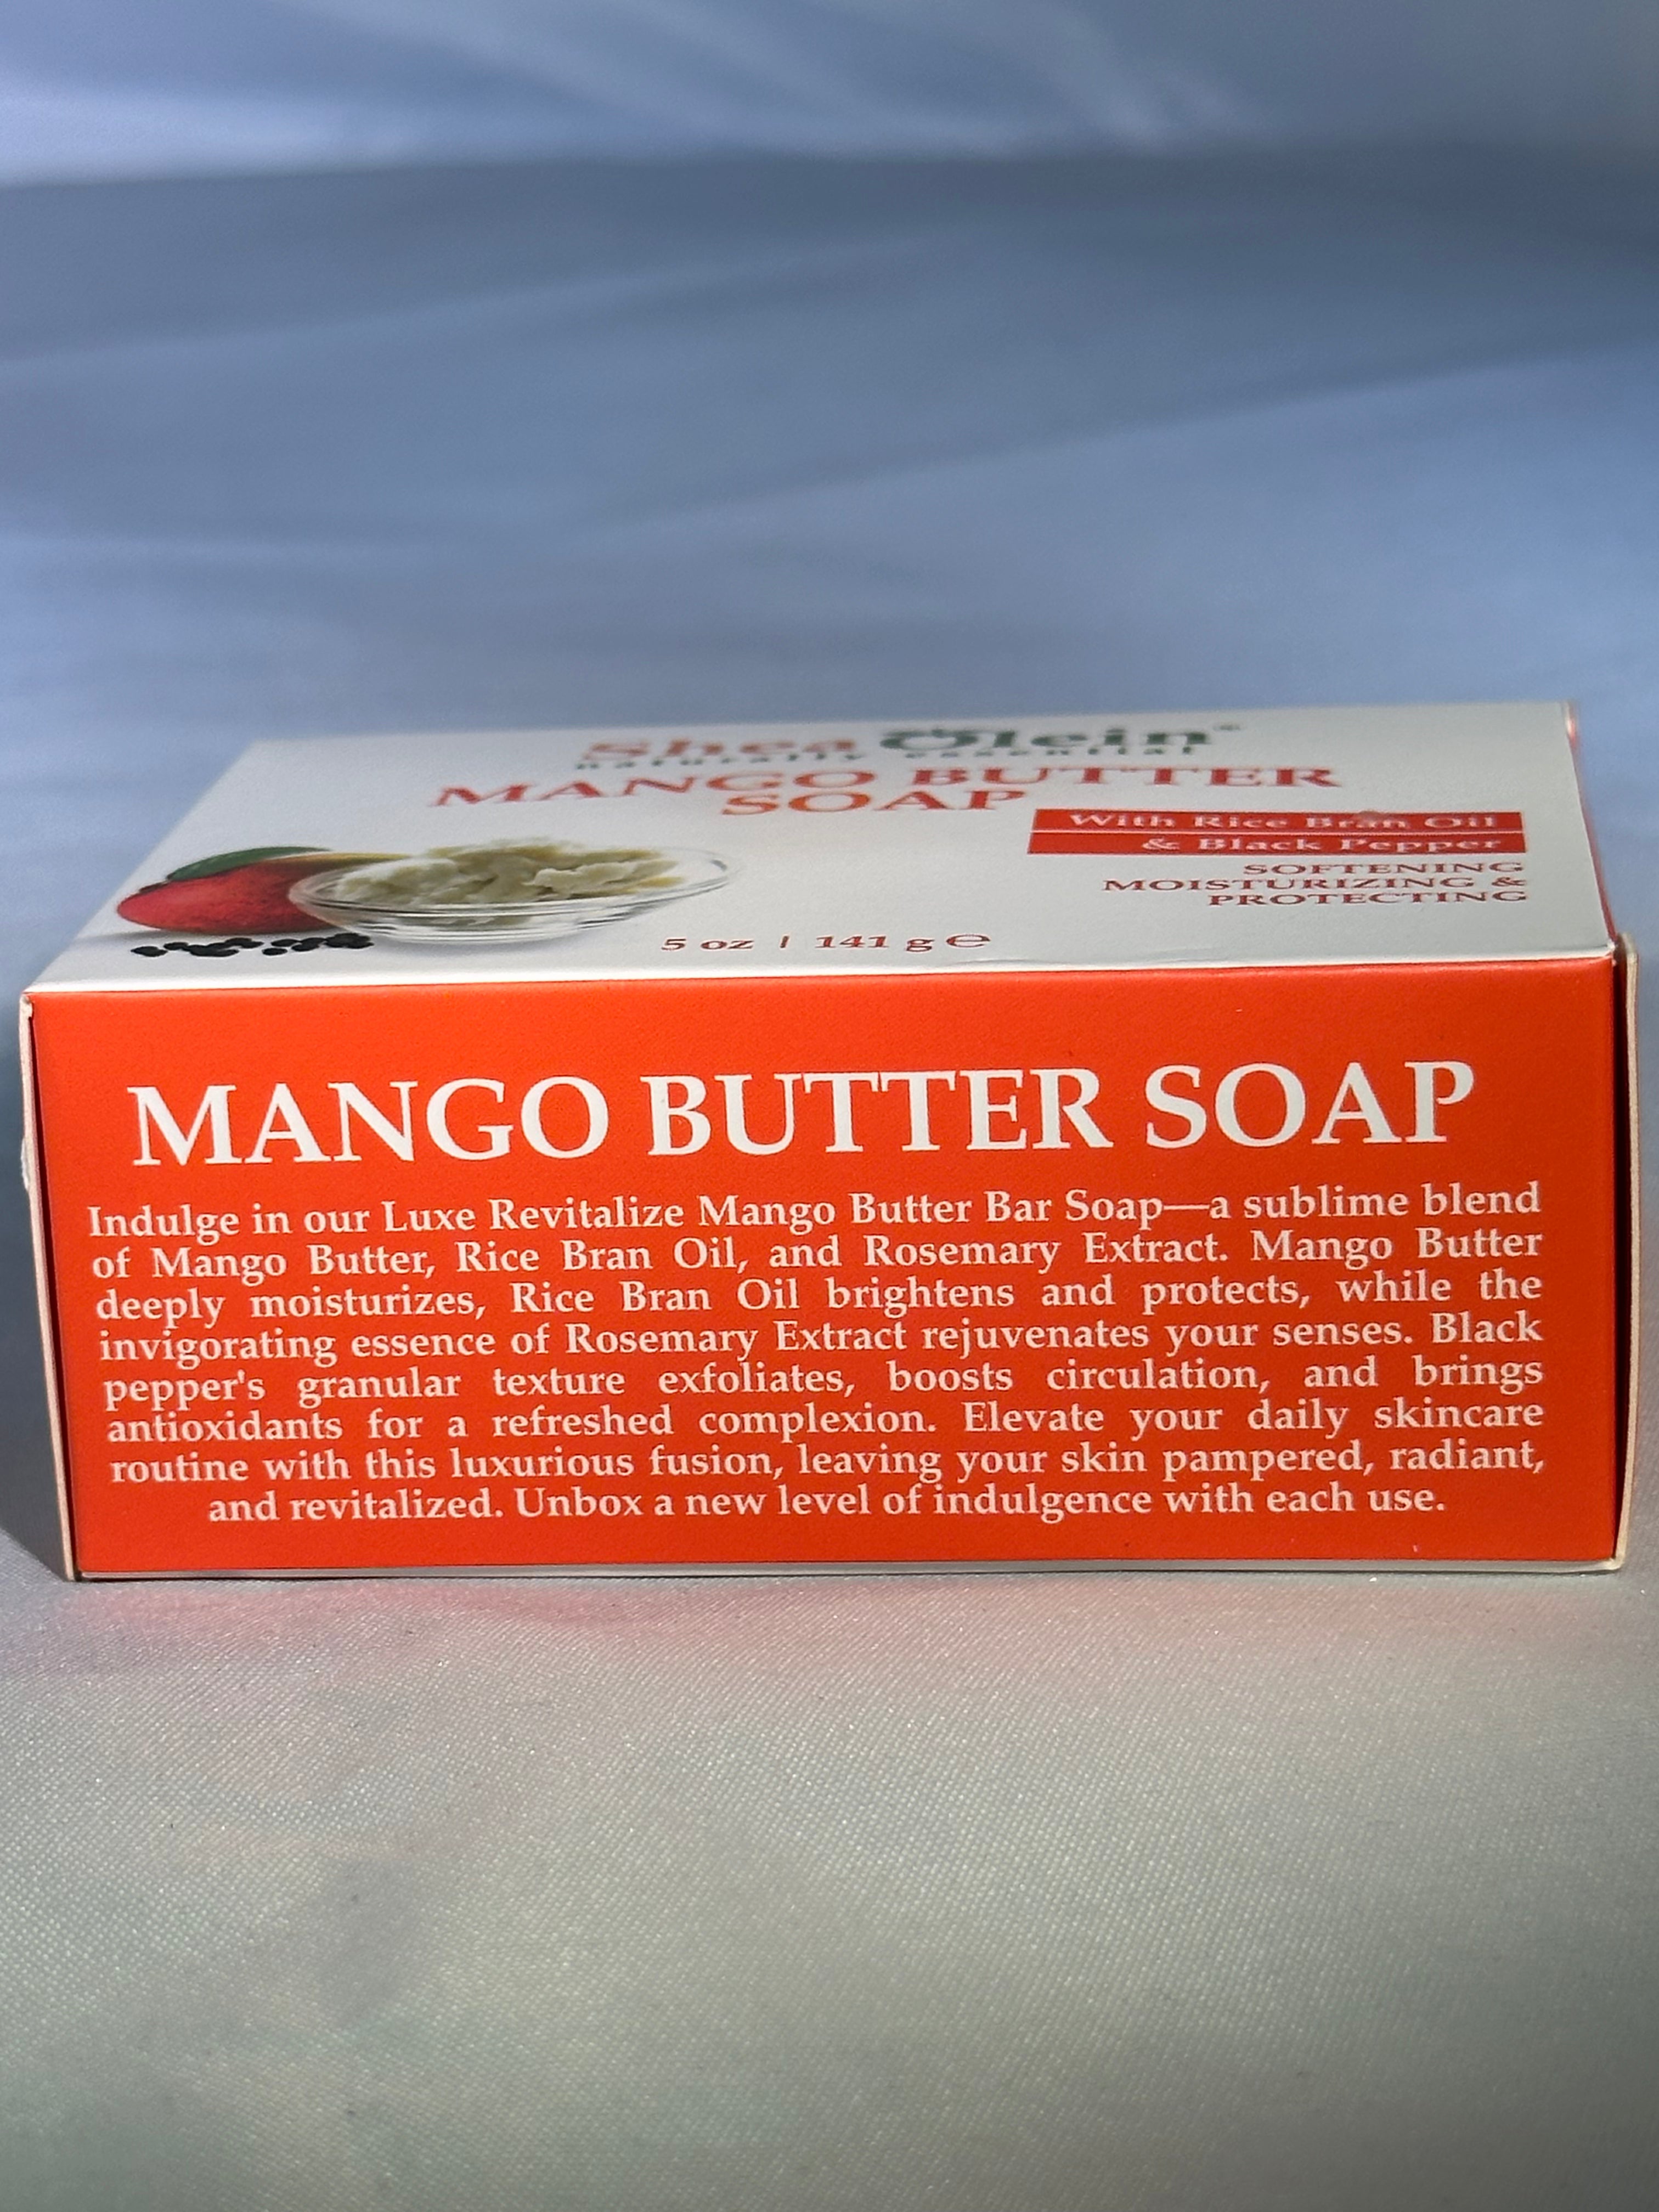 Shea Olein®
naturally essential
MANGO BUTTER
SOAP
With Rice Bran Oil
& Black Pepper
SOFTENING
MOISTURIZING &
PROTECTING
5 oz | 141 g ℮
MANGO BUTTER SOAP
Indulge in our Luxe Revitalize Mango Butter Bar Soap—a sublime blend
of Mango Butter, Rice Bran Oil, and Rosemary Extract. Mango Butter
deeply moisturizes, Rice Bran Oil brightens and protects, while the
invigorating essence of Rosemary Extract rejuvenates your senses. Black
pepper's granular texture exfoliates, boosts circulation, and brings
antioxidants for a refreshed complexion. Elevate your daily skincare
routine with this luxurious fusion, leaving your skin pampered, radiant,
and revitalized. Unbox a new level of indulgence with each use.